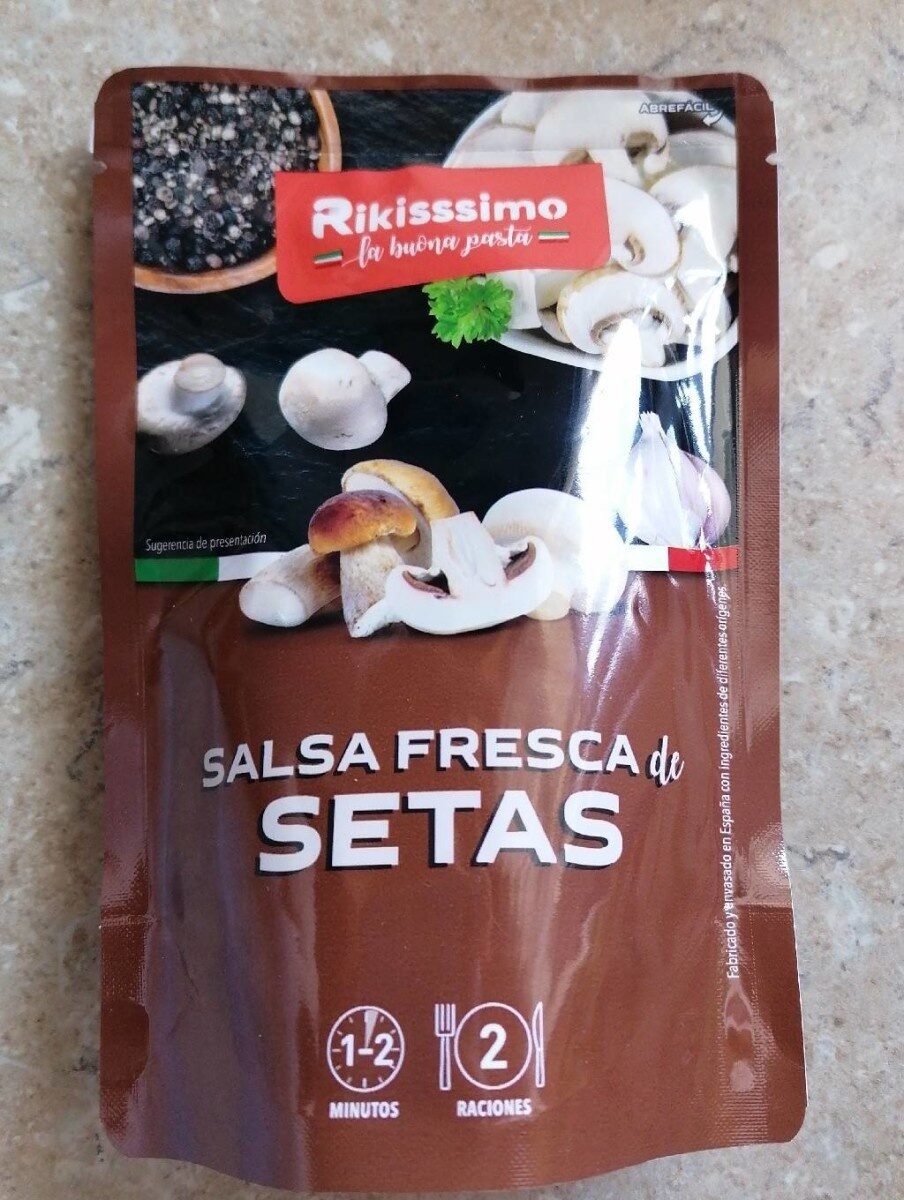 ABREFÁCIL
Rikisssimo
la buona pasta
Sugerencia de presentación
SALSA FRESCA de
SETAS
Fabricado y envasado en España con ingredientes de diferentes orígenes
1-2
MINUTOS
2
RACIONES